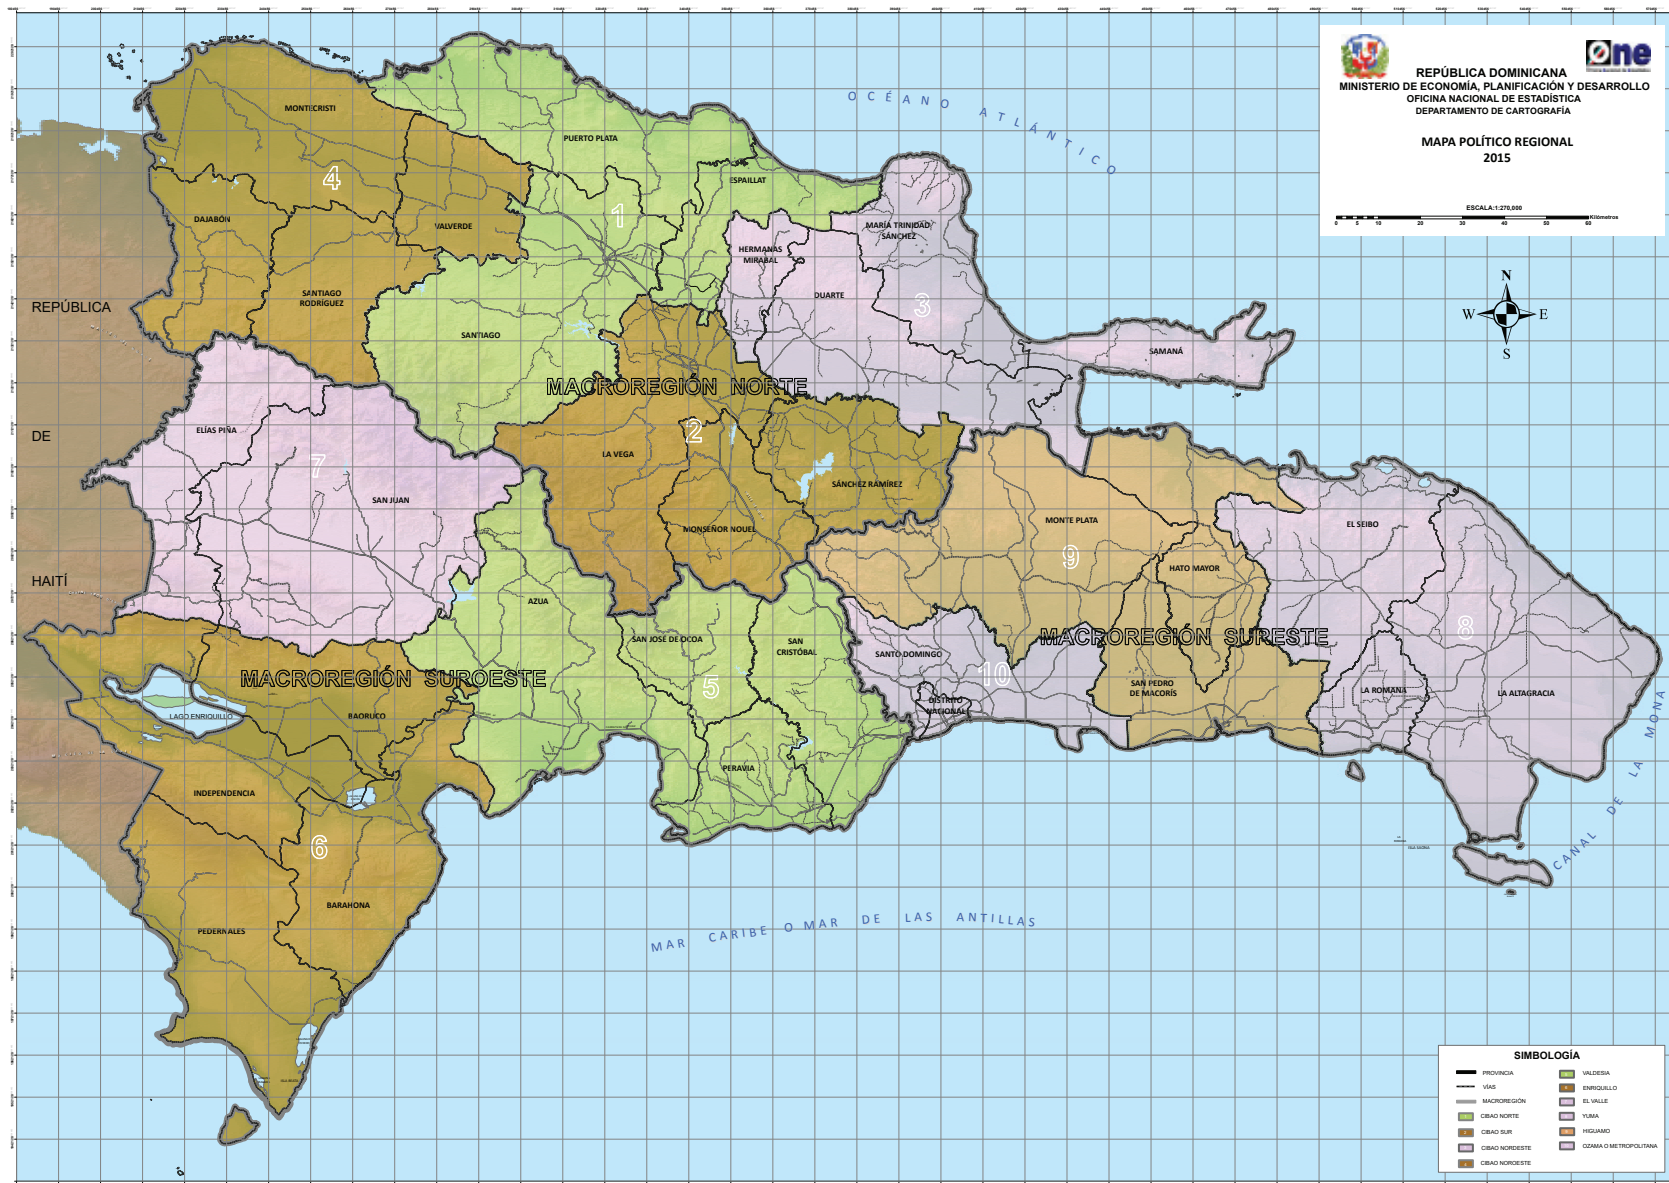 REPÚBLICA DOMINICANA
MINISTERIO DE ECONOMÍA, PLANIFICACIÓN Y DESARROLLO
OFICINA NACIONAL DE ESTADÍSTICA
DEPARTAMENTO DE CARTOGRAFÍA
MAPA POLÍTICO REGIONAL
2015
ESCALA:1:270,000
Kilómetros
One
N
W E
S
OCÉANO ATLÁNTICO
MONTECRISTI
PUERTO PLATA
4
ESPAILLAT
DAJABÓN
1
VALVERDE
MARÍA TRINIDAD
SÁNCHEZ
HERMANAS
MIRABAL
SANTIAGO
RODRÍGUEZ
DUARTE
3
REPÚBLICA
DE
HAITÍ
SANTIAGO
SAMANÁ
MACROREGIÓN NORTE
ELÍAS PIÑA
2
LA VEGA
7
SAN JUAN
SÁNCHEZ RAMÍREZ
MONSEÑOR NOUEL
MONTE PLATA
EL SEIBO
9
HATO MAYOR
AZUA
SAN JOSÉ DE OCOA
SAN
CRISTÓBAL
SANTO DOMINGO
MACROREGIÓN SURESTE
8
10
MACROREGIÓN SUROESTE
5
SAN PEDRO
DE MACORÍS
LA ROMANA
LA ALTAGRACIA
DISTRITO
NACIONAL
LAGO ENRIQUILLO
BAORUCO
PERAVIA
INDEPENDENCIA
6
BARAHONA
PEDERNALES
CANAL DE LA MONA
MAR CARIBE O MAR DE LAS ANTILLAS
SIMBOLOGÍA
PROVINCIA
VÍAS
MACROREGIÓN
CIBAO NORTE
CIBAO SUR
CIBAO NORDESTE
CIBAO NOROESTE
VALDESIA
ENRIQUILLO
EL VALLE
YUMA
HIGUAMO
OZAMA O METROPOLITANA